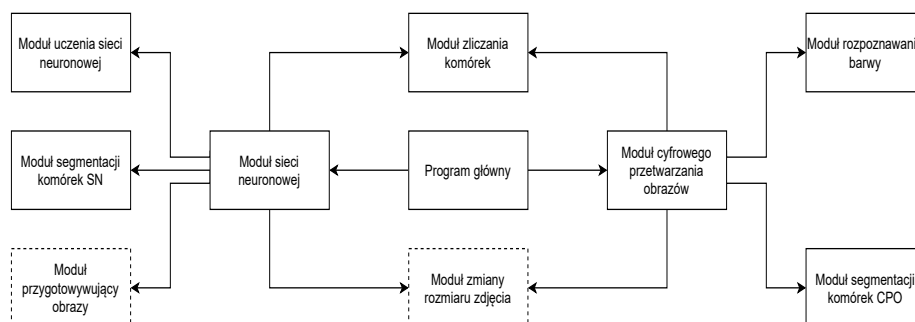 Moduł uczenia sieci
neuronowej
Moduł zliczania
komórek
Moduł rozpoznawani
barwy
Moduł segmentacji
komórek SN
Moduł sieci
neuronowej
Program główny
Moduł cyfrowego
przetwarzania
obrazów
Moduł
przygotowywujący
obrazy
Moduł zmiany
rozmiaru zdjęcia
Moduł segmentacji
komórek CPO